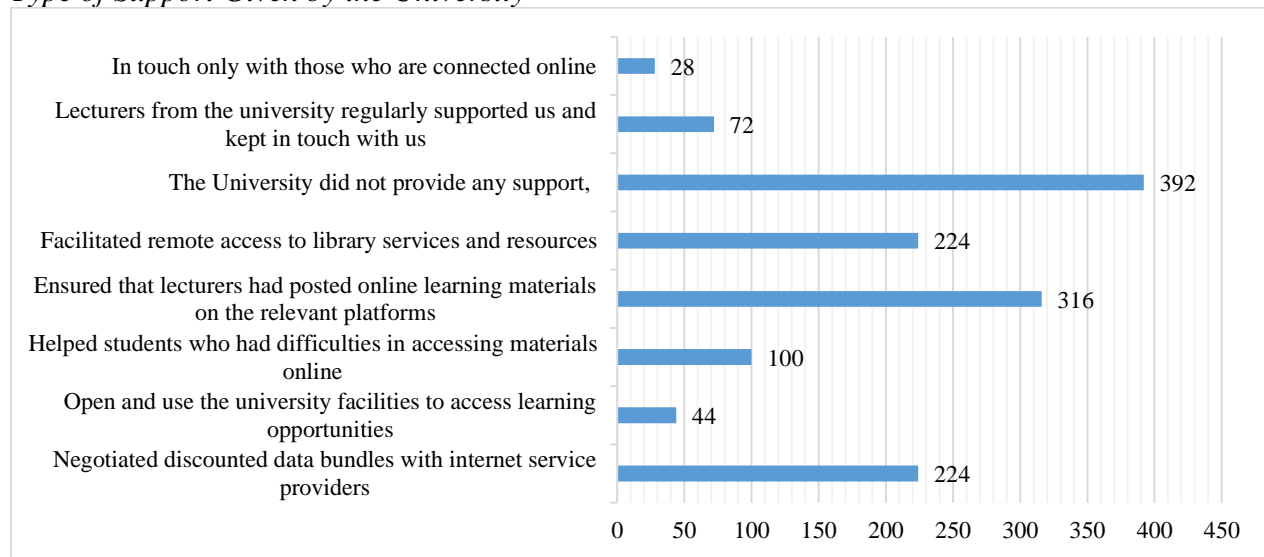 Type of Support Given by the University
In touch only with those who are connected online
28
Lecturers from the university regularly supported us and
kept in touch with us
72
The University did not provide any support,
392
Facilitated remote access to library services and resources
224
Ensured that lecturers had posted online learning materials
on the relevant platforms
316
Helped students who had difficulties in accessing materials
online
100
Open and use the university facilities to access learning
opportunities
44
Negotiated discounted data bundles with internet service
providers
224
0 50 100 150 200 250 300 350 400 450